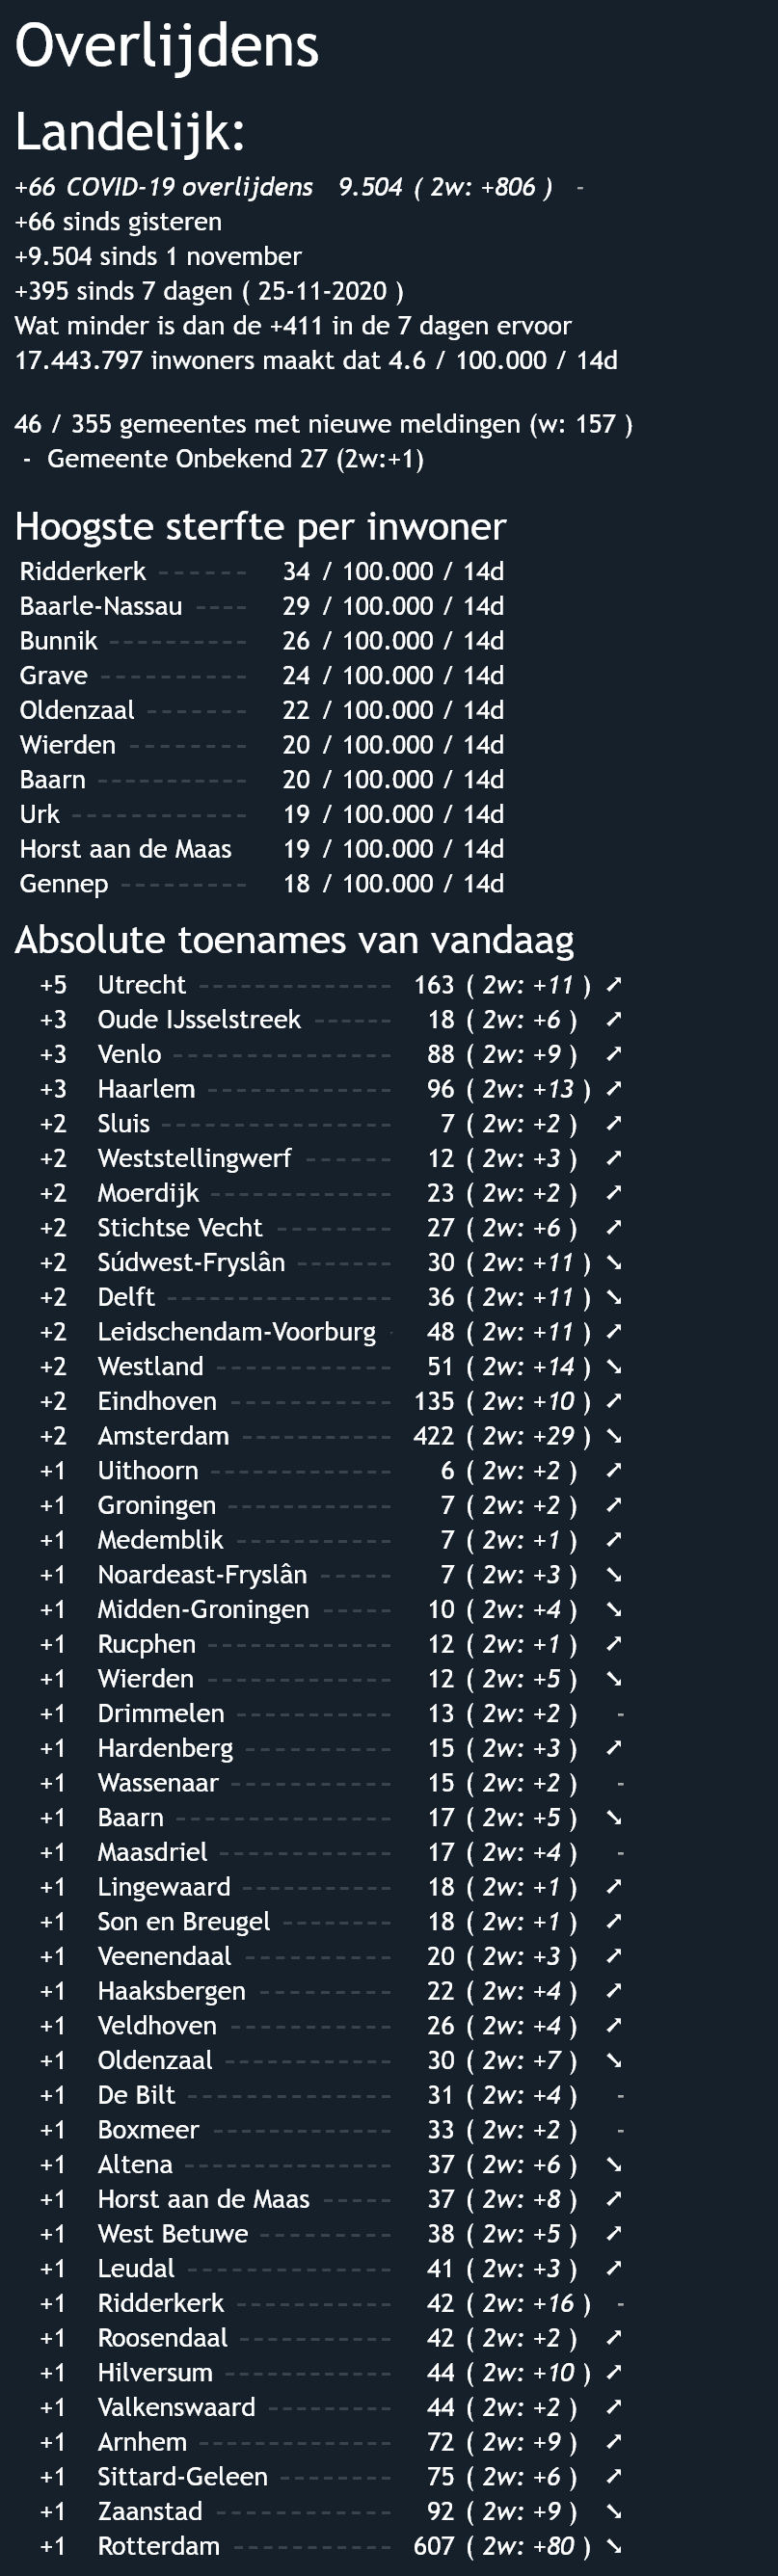 Overlijdens
Landelijk:
+66 COVID-19 overlijdens 9.504 ( 2w: +806 ) -
+66 sinds gisteren
+9.504 sinds 1 november
+395 sinds 7 dagen ( 25-11-2020 )
Wat minder is dan de +411 in de 7 dagen ervoor
17.443.797 inwoners maakt dat 4.6 / 100.000 / 14d
46 / 355 gemeentes met nieuwe meldingen (w: 157 )
- Gemeente Onbekend 27 (2w:+1)
Hoogste sterfte per inwoner
Ridderkerk ------ 34 / 100.000 / 14d
Baarle-Nassau ---- 29 / 100.000 / 14d
Bunnik ---------- 26 / 100.000 / 14d
Grave ---------- 24 / 100.000 / 14d
Oldenzaal ------- 22 / 100.000 / 14d
Wierden -------- 20 / 100.000 / 14d
Baarn ---------- 20 / 100.000 / 14d
Urk ------------ 19 / 100.000 / 14d
Horst aan de Maas 19 / 100.000 / 14d
Gennep --------- 18 / 100.000 / 14d
Absolute toenames van vandaag
+5 Utrecht -------------- 163 ( 2w: +11 ) ➚
+3 Oude IJsselstreek ------ 18 ( 2w: +6 ) ➚
+3 Venlo ---------------- 88 ( 2w: +9 ) ➚
+3 Haarlem ------------- 96 ( 2w: +13 ) ➚
+2 Sluis ----------------- 7 ( 2w: +2 ) ➚
+2 Weststellingwerf ------ 12 ( 2w: +3 ) ➚
+2 Moerdijk ------------- 23 ( 2w: +2 ) ➚
+2 Stichtse Vecht -------- 27 ( 2w: +6 ) ➚
+2 Súdwest-Fryslân ------- 30 ( 2w: +11 ) ➘
+2 Delft ---------------- 36 ( 2w: +11 ) ➘
+2 Leidschendam-Voorburg - 48 ( 2w: +11 ) ➚
+2 Westland ------------- 51 ( 2w: +14 ) ➘
+2 Eindhoven ------------ 135 ( 2w: +10 ) ➚
+2 Amsterdam ----------- 422 ( 2w: +29 ) ➘
+1 Uithoorn ------------- 6 ( 2w: +2 ) ➚
+1 Groningen ------------ 7 ( 2w: +2 ) ➚
+1 Medemblik ----------- 7 ( 2w: +1 ) ➚
+1 Noardeast-Fryslân ----- 7 ( 2w: +3 ) ➘
+1 Midden-Groningen ----- 10 ( 2w: +4 ) ➘
+1 Rucphen ------------- 12 ( 2w: +1 ) ➚
+1 Wierden ------------- 12 ( 2w: +5 ) ➘
+1 Drimmelen ----------- 13 ( 2w: +2 ) -
+1 Hardenberg ---------- 15 ( 2w: +3 ) ➚
+1 Wassenaar ------------ 15 ( 2w: +2 ) -
+1 Baarn ---------------- 17 ( 2w: +5 ) ➘
+1 Maasdriel ------------ 17 ( 2w: +4 ) -
+1 Lingewaard ---------- 18 ( 2w: +1 ) ➚
+1 Son en Breugel -------- 18 ( 2w: +1 ) ➚
+1 Veenendaal ---------- 20 ( 2w: +3 ) ➚
+1 Haaksbergen --------- 22 ( 2w: +4 ) ➚
+1 Veldhoven ------------ 26 ( 2w: +4 ) ➚
+1 Oldenzaal ------------ 30 ( 2w: +7 ) ➘
+1 De Bilt --------------- 31 ( 2w: +4 ) -
+1 Boxmeer ------------- 33 ( 2w: +2 ) -
+1 Altena --------------- 37 ( 2w: +6 ) ➘
+1 Horst aan de Maas ----- 37 ( 2w: +8 ) ➚
+1 West Betuwe --------- 38 ( 2w: +5 ) ➚
+1 Leudal --------------- 41 ( 2w: +3 ) ➚
+1 Ridderkerk ----------- 42 ( 2w: +16 ) -
+1 Roosendaal ----------- 42 ( 2w: +2 ) ➚
+1 Hilversum ------------ 44 ( 2w: +10 ) ➚
+1 Valkenswaard --------- 44 ( 2w: +2 ) ➚
+1 Arnhem -------------- 72 ( 2w: +9 ) ➚
+1 Sittard-Geleen -------- 75 ( 2w: +6 ) ➚
+1 Zaanstad ------------- 92 ( 2w: +9 ) ➘
+1 Rotterdam ----------- 607 ( 2w: +80 ) ➘